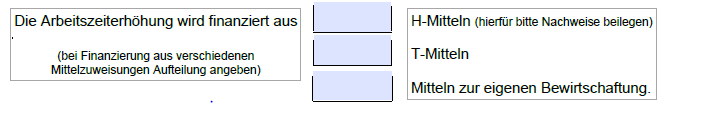 Die Arbeitszeiterhöhung wird finanziert aus
(bei Finanzierung aus verschiedenen
Mittelzuweisungen Aufteilung angeben)
H-Mitteln (hierfür bitte Nachweise beilegen)
T-Mitteln
Mitteln zur eigenen Bewirtschaftung.